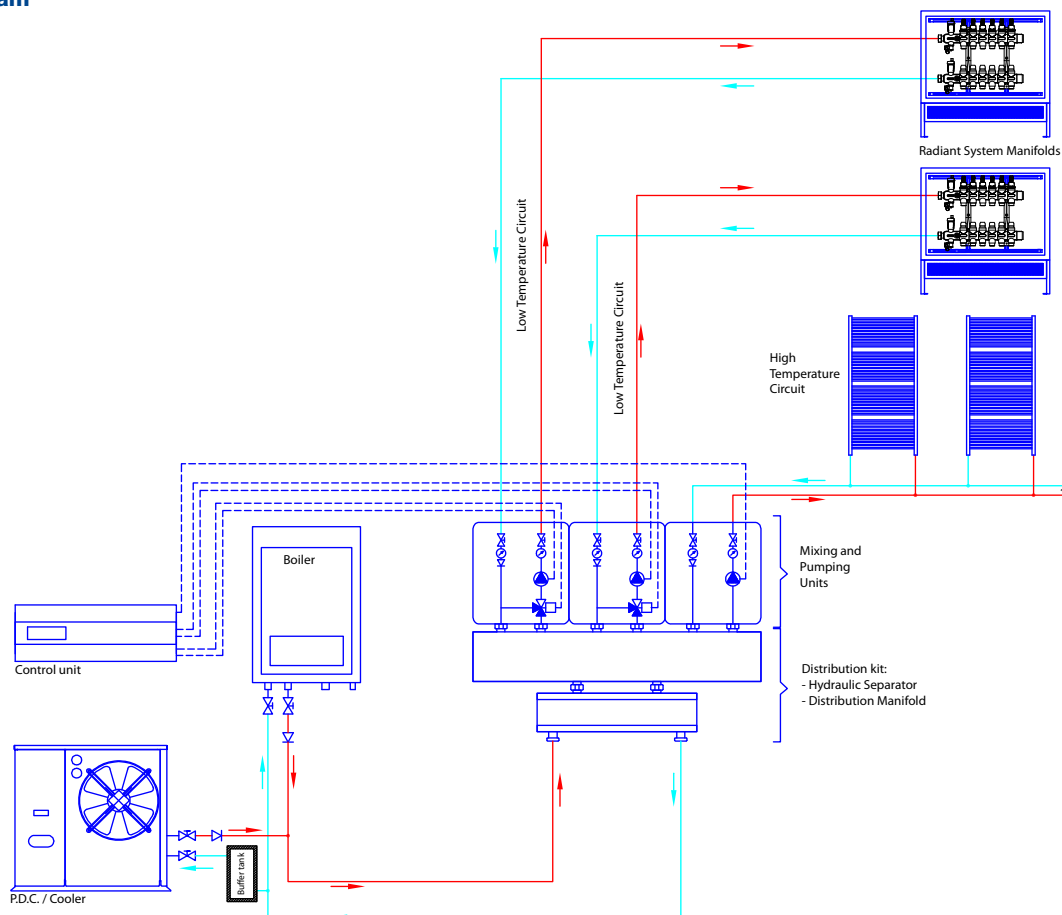 Radiant System Manifolds
Low Temperature Circuit
Low Temperature Circuit
High
Temperature
Circuit
Boiler
Mixing and
Pumping
Units
Control unit
Distribution kit:
- Hydraulic Separator
- Distribution Manifold
Buffer tank
P.D.C. / Cooler